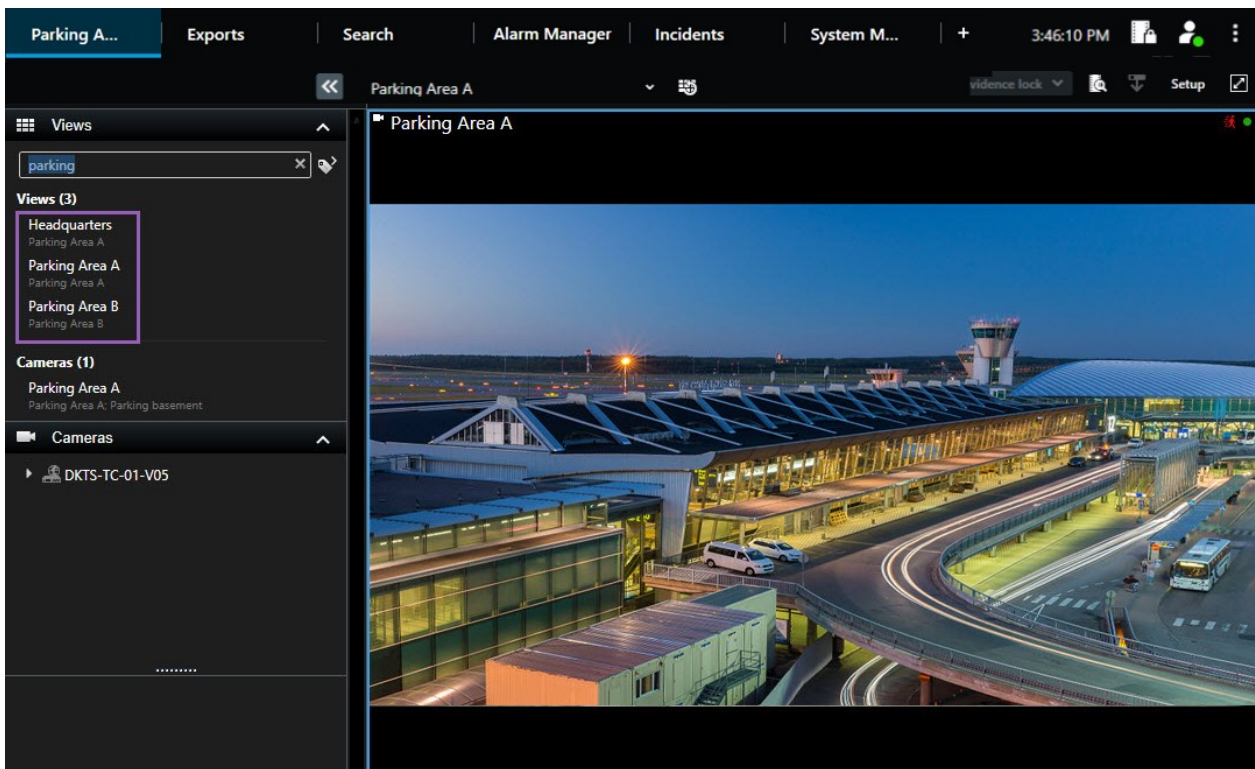 Parking A... Exports Search Alarm Manager Incidents System M... + 3:46:10 PM
Parking Area A vidence lock Setup
Views
Parking Area A
parking
Views (3)
Headquarters
Parking Area A
Parking Area A
Parking Area A
Parking Area B
Parking Area B
Cameras (1)
Parking Area A
Parking Area A; Parking basement
Cameras
DKTS-TC-01-V05